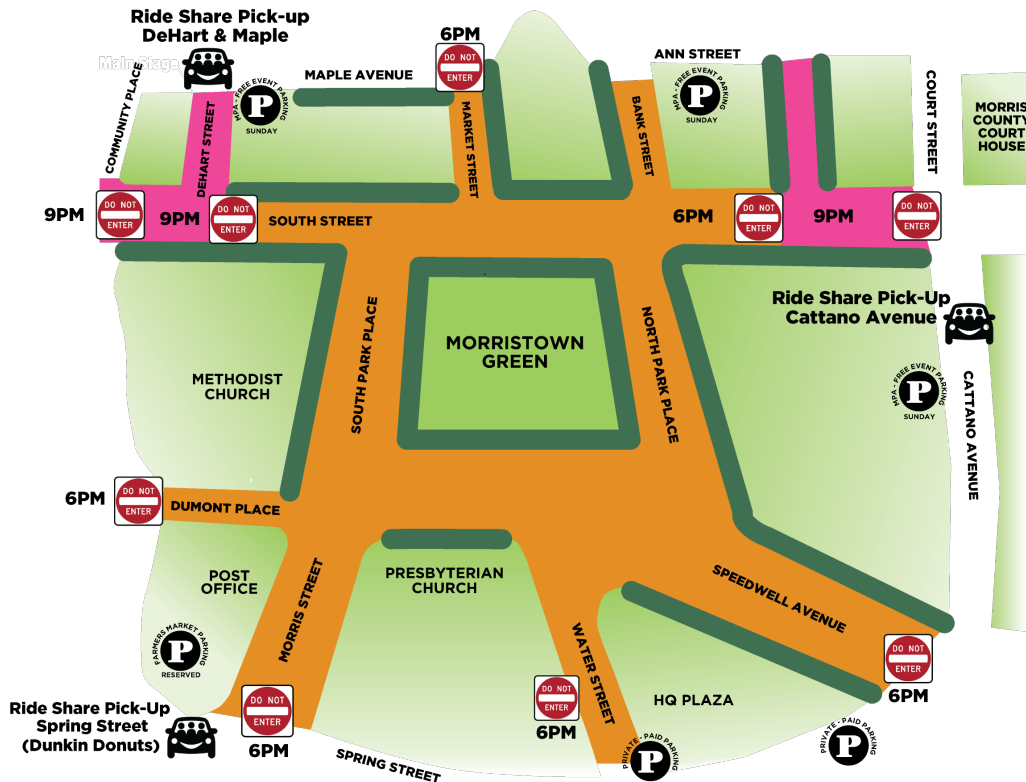 Ride Share Pick-up
DeHart & Maple
6PM
DO NOT
ENTER
ANN STREET
Main Stage
MAPLE AVENUE
MPA - FREE EVENT PARKING
P
SUNDAY
MPA - FREE EVENT PARKING
P
SUNDAY
COMMUNITY PLACE
DEHART STREET
MARKET STREET
BANK STREET
COURT STREET
MORRIS
COUNTY
COURT
HOUSE
9PM
DO NOT
ENTER
9PM
DO NOT
ENTER
SOUTH STREET
6PM
DO NOT
ENTER
9PM
DO NOT
ENTER
Ride Share Pick-Up
Cattano Avenue
MORRISTOWN
GREEN
SOUTH PARK PLACE
NORTH PARK PLACE
METHODIST
CHURCH
MPA - FREE EVENT PARKING
P
SUNDAY
CATTANO AVENUE
6PM
DO NOT
ENTER
DUMONT PLACE
POST
OFFICE
MORRIS STREET
PRESBYTERIAN
CHURCH
SPEEDWELL AVENUE
WATER STREET
FARMERS MARKET PARKING
P
RESERVED
DO NOT
ENTER
6PM
HQ PLAZA
DO NOT
ENTER
6PM
DO NOT
ENTER
6PM
Ride Share Pick-Up
Spring Street
(Dunkin Donuts)
SPRING STREET
PRIVATE - PAID PARKING
P
PRIVATE - PAID PARKING
P